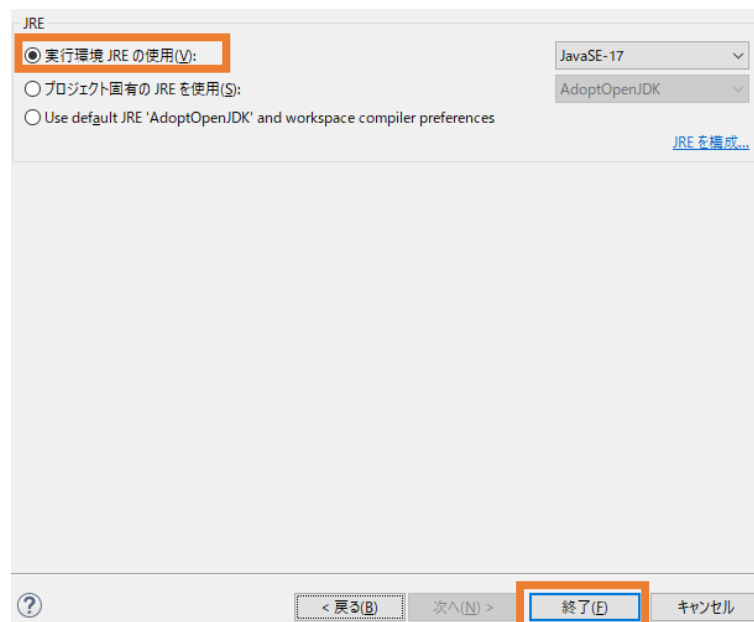 JRE
実行環境 JRE の使用(V):
JavaSE-17
プロジェクト固有の JRE を使用(S):
AdoptOpenJDK
Use default JRE 'AdoptOpenJDK' and workspace compiler preferences
JRE を構成...
?
< 戻る(B)
次へ(N) >
終了(F)
キャンセル